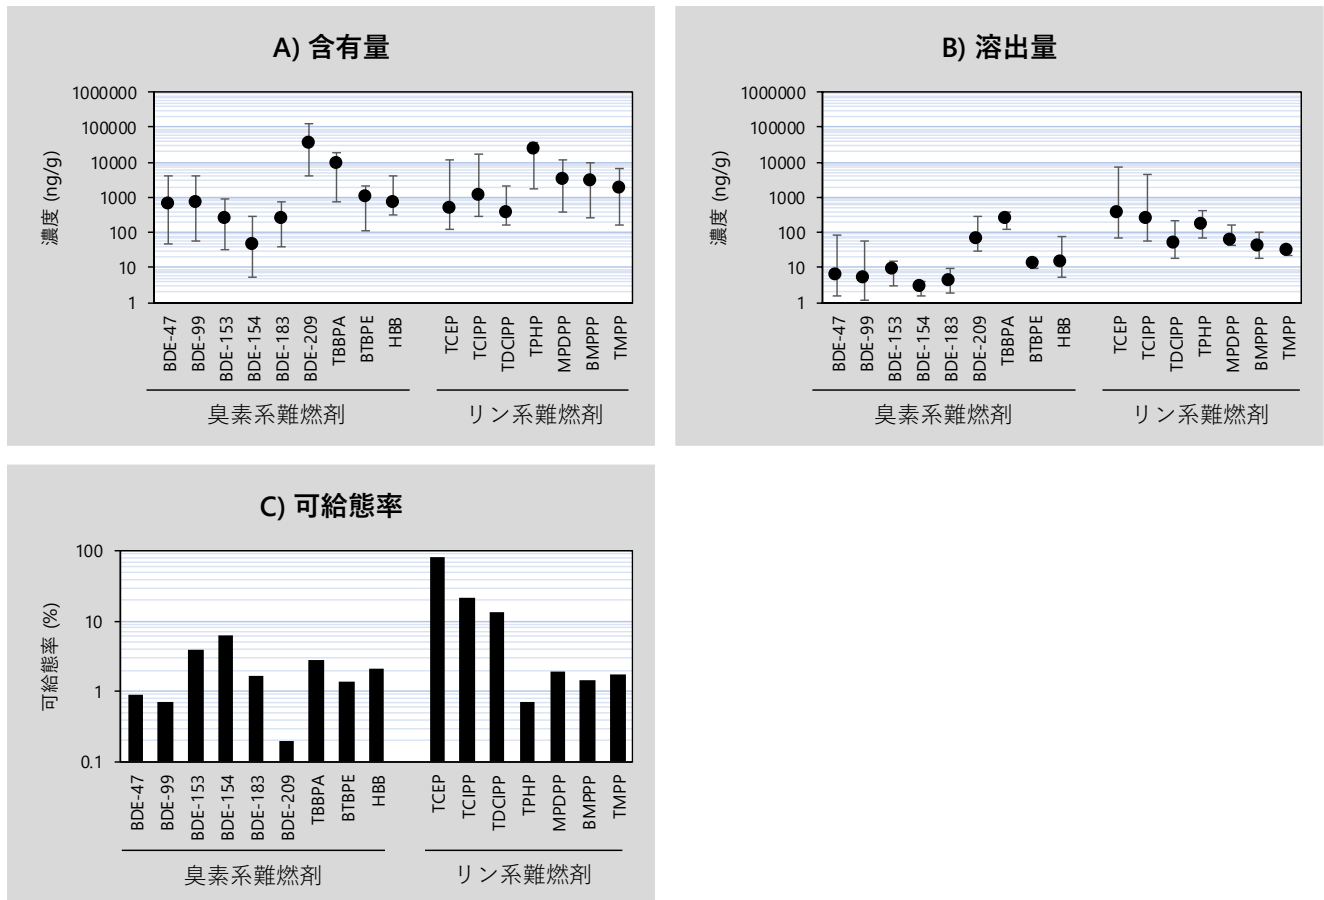 A) 含有量
濃度 (ng/g)
1000000
100000
10000
1000
100
10
1
BDE-47
BDE-99
BDE-153
BDE-154
BDE-183
BDE-209
TBBPA
BTBPE
HBB
TCEP
TCIPP
TDCIPP
TPHP
MPDPP
BMPPP
TMPP
臭素系難燃剤
リン系難燃剤
B) 溶出量
濃度 (ng/g)
1000000
100000
10000
1000
100
10
1
BDE-47
BDE-99
BDE-153
BDE-154
BDE-183
BDE-209
TBBPA
BTBPE
HBB
TCEP
TCIPP
TDCIPP
TPHP
MPDPP
BMPPP
TMPP
臭素系難燃剤
リン系難燃剤
C) 可給態率
可給態率 (%)
100
10
1
0.1
BDE-47
BDE-99
BDE-153
BDE-154
BDE-183
BDE-209
TBBPA
BTBPE
HBB
TCEP
TCIPP
TDCIPP
TPHP
MPDPP
BMPPP
TMPP
臭素系難燃剤
リン系難燃剤